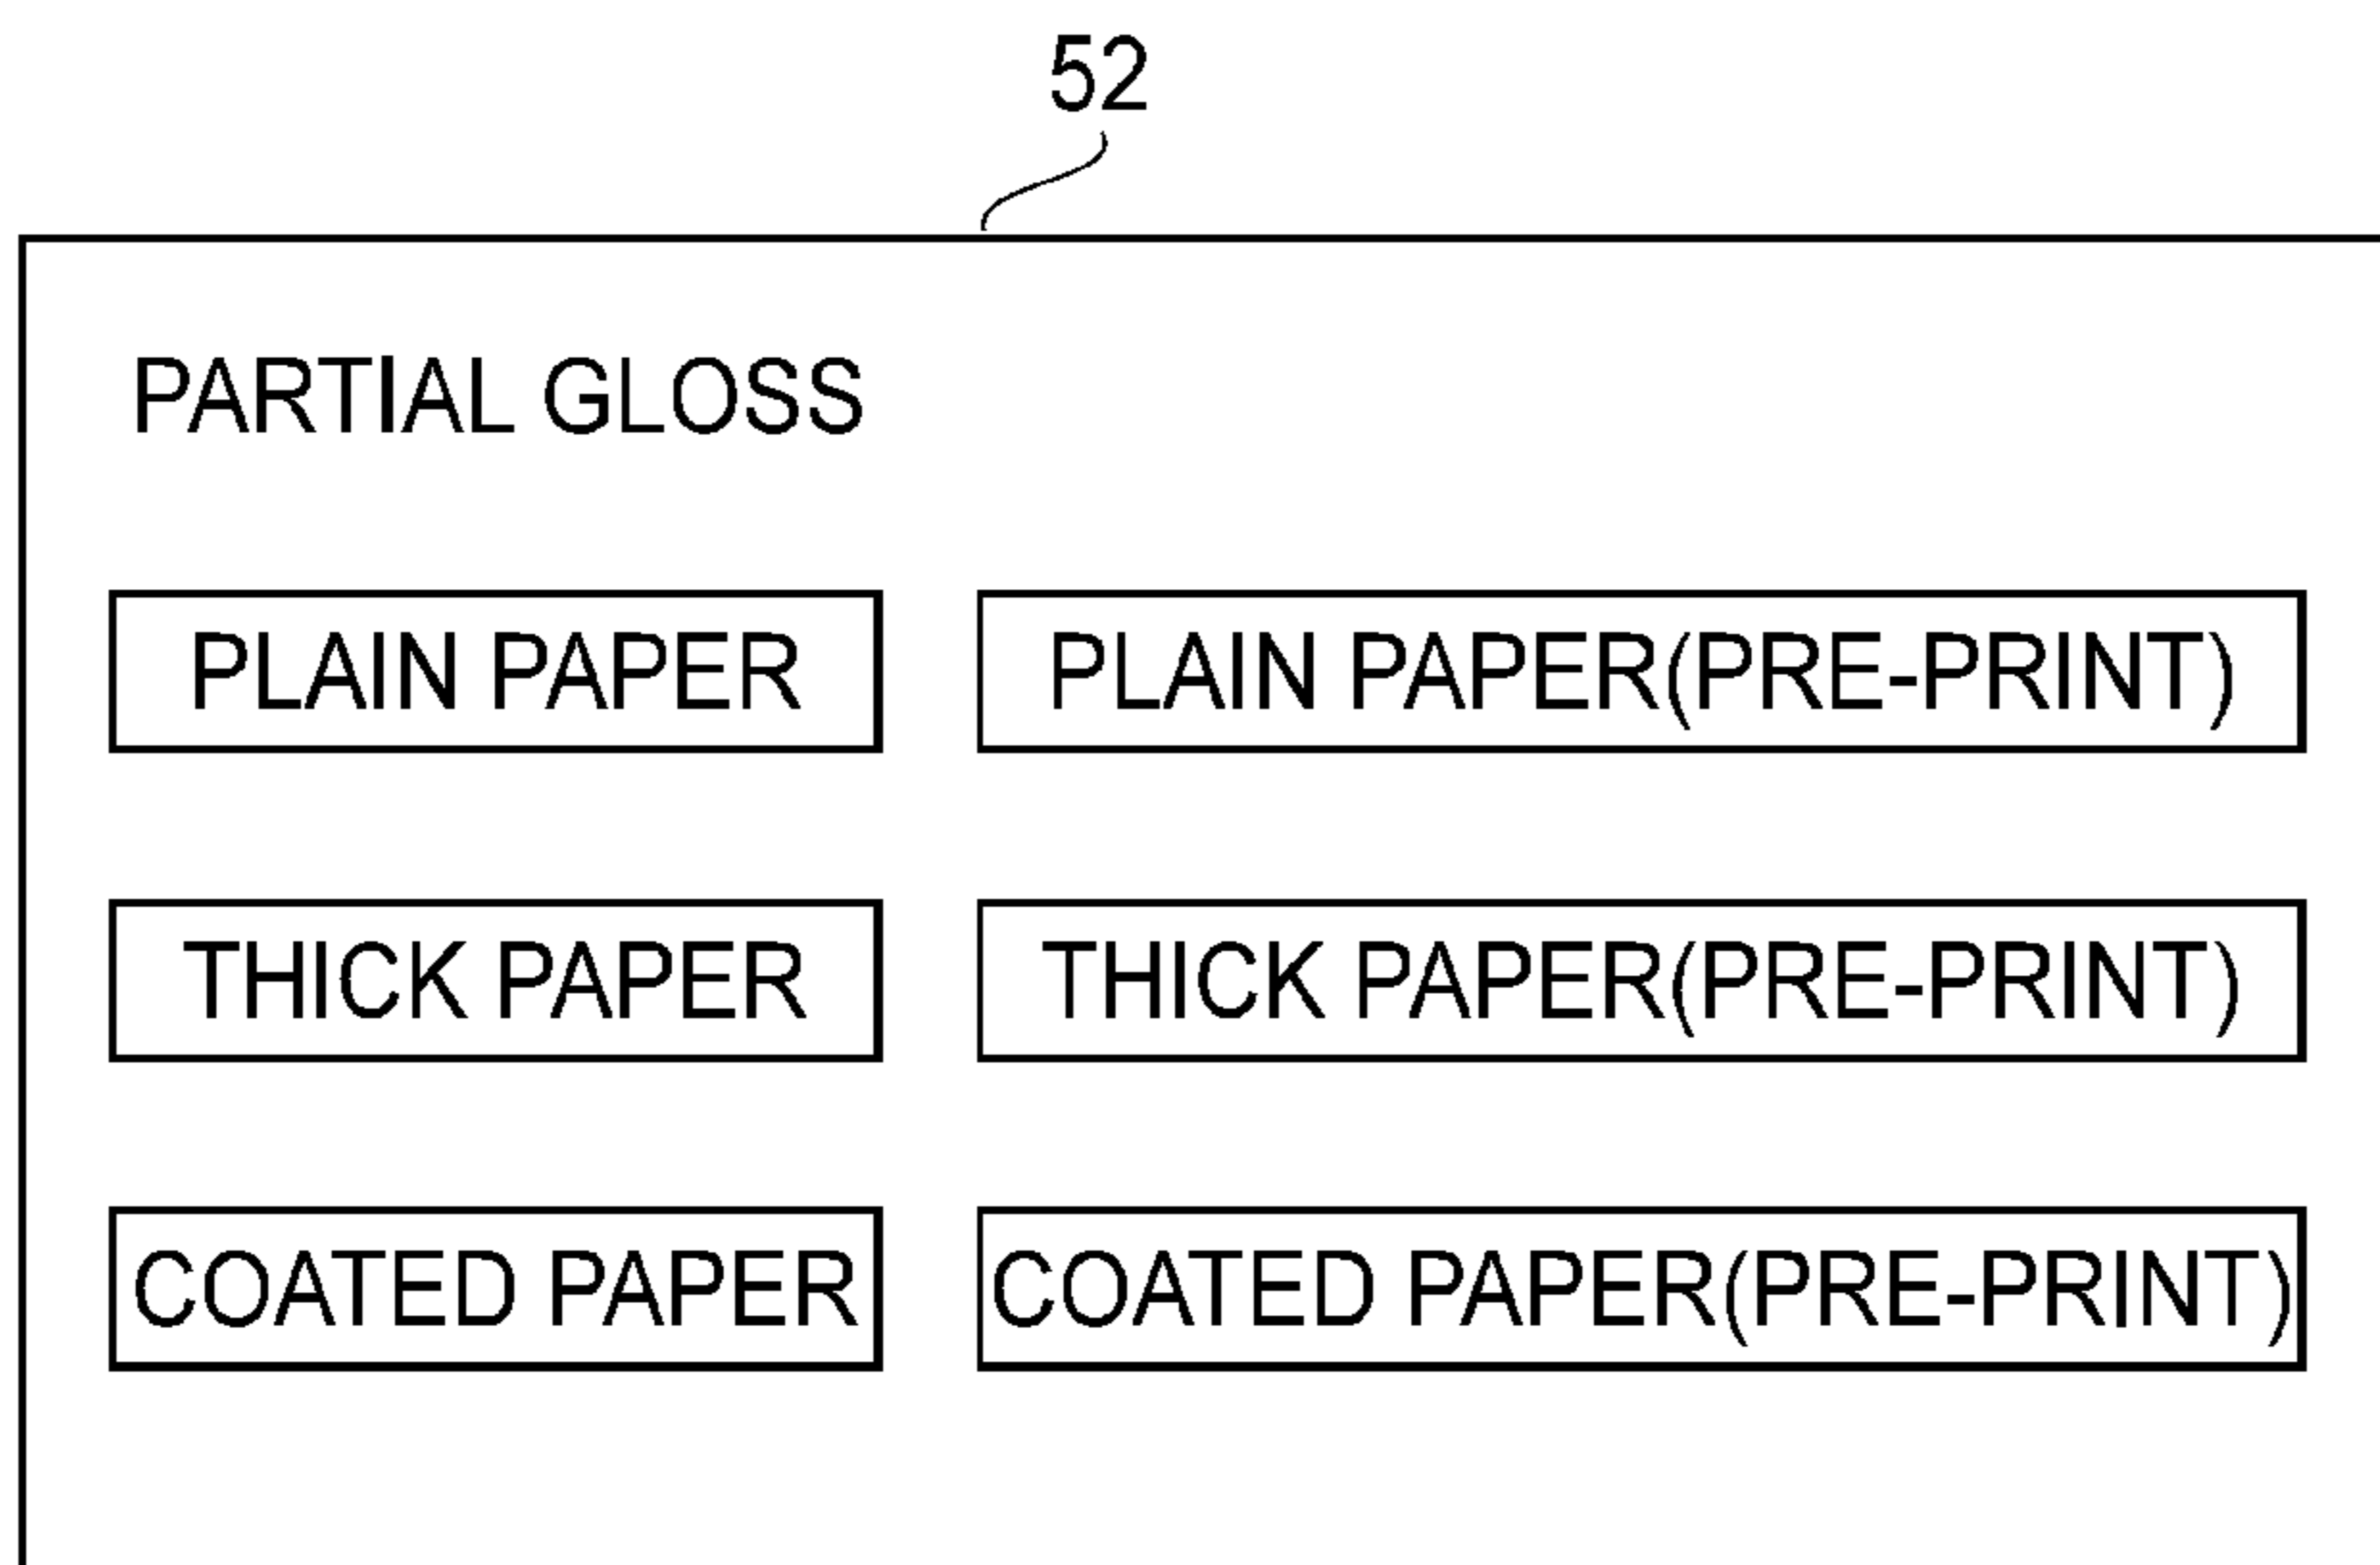 52
PARTIAL GLOSS
PLAIN PAPER
PLAIN PAPER(PRE-PRINT)
THICK PAPER
THICK PAPER(PRE-PRINT)
COATED PAPER
COATED PAPER(PRE-PRINT)